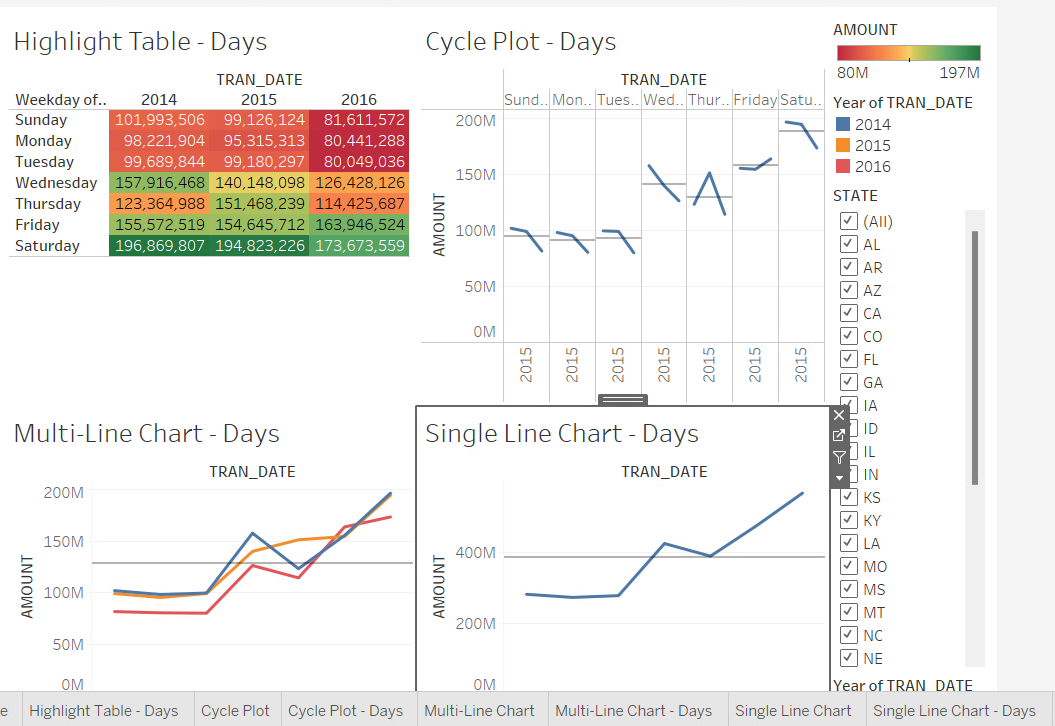 Highlight Table - Days
TRAN_DATE
Weekday of.. 2014 2015 2016
Sunday 101,993,506 99,126,124 81,611,572
Monday 98,221,904 95,315,313 80,441,288
Tuesday 99,689,844 99,180,297 80,049,036
Wednesday 157,916,468 140,148,098 126,428,126
Thursday 123,364,988 151,468,239 114,425,687
Friday 155,572,519 154,645,712 163,946,524
Saturday 196,869,807 194,823,226 173,673,559
Cycle Plot - Days
TRAN_DATE
Sund.. Mon.. Tues.. Wed.. Thur.. Friday Satu..
200M
150M
100M
50M
0M
AMOUNT
2015 2015 2015 2015 2015 2015 2015
AMOUNT
80M 197M
Year of TRAN_DATE
2014
2015
2016
STATE
(All)
AL
AR
AZ
CA
CO
FL
GA
IA
ID
IL
IN
KS
KY
LA
MO
MS
MT
NC
NE
Year of TRAN_DATE
Multi-Line Chart - Days
TRAN_DATE
200M
150M
100M
50M
0M
AMOUNT
Single Line Chart - Days
TRAN_DATE
400M
200M
0M
AMOUNT
e Highlight Table - Days Cycle Plot Cycle Plot - Days Multi-Line Chart Multi-Line Chart - Days Single Line Chart Single Line Chart - Days